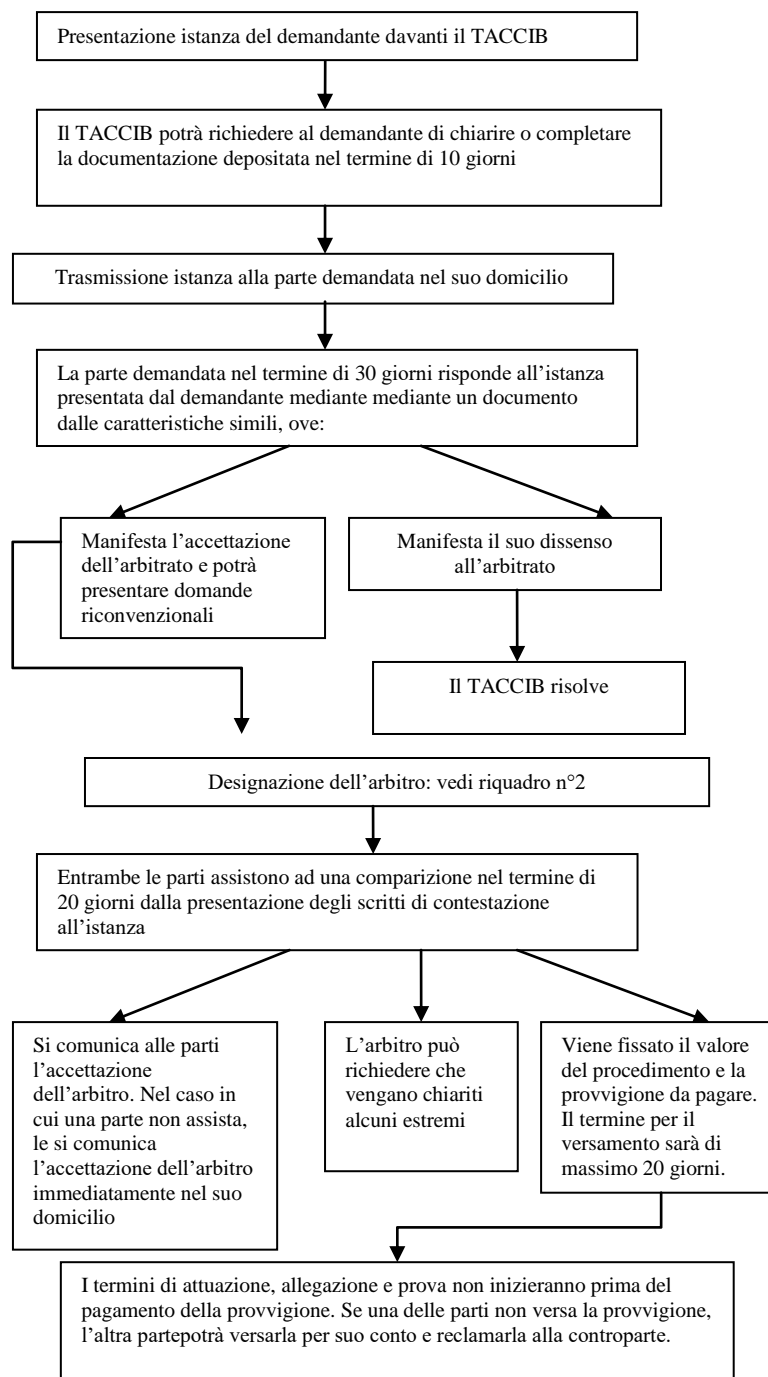 Presentazione istanza del demandante davanti il TACCIB
Il TACCIB potrà richiedere al demandante di chiarire o completare
la documentazione depositata nel termine di 10 giorni
Trasmissione istanza alla parte demandata nel suo domicilio
La parte demandata nel termine di 30 giorni risponde all’istanza
presentata dal demandante mediante mediante un documento
dalle caratteristiche simili, ove:
Manifesta l’accettazione
dell’arbitrato e potrà
presentare domande
riconvenzionali
Manifesta il suo dissenso
all’arbitrato
Il TACCIB risolve
Designazione dell’arbitro: vedi riquadro n°2
Entrambe le parti assistono ad una comparizione nel termine di
20 giorni dalla presentazione degli scritti di contestazione
all’istanza
Si comunica alle parti
l’accettazione
dell’arbitro. Nel caso in
cui una parte non assista,
le si comunica
l’accettazione dell’arbitro
immediatamente nel suo
domicilio
L’arbitro può
richiedere che
vengano chiariti
alcuni estremi
Viene fissato il valore
del procedimento e la
provvigione da pagare.
Il termine per il
versamento sarà di
massimo 20 giorni.
I termini di attuazione, allegazione e prova non inizieranno prima del
pagamento della provvigione. Se una delle parti non versa la provvigione,
l’altra partepotrà versarla per suo conto e reclamarla alla controparte.